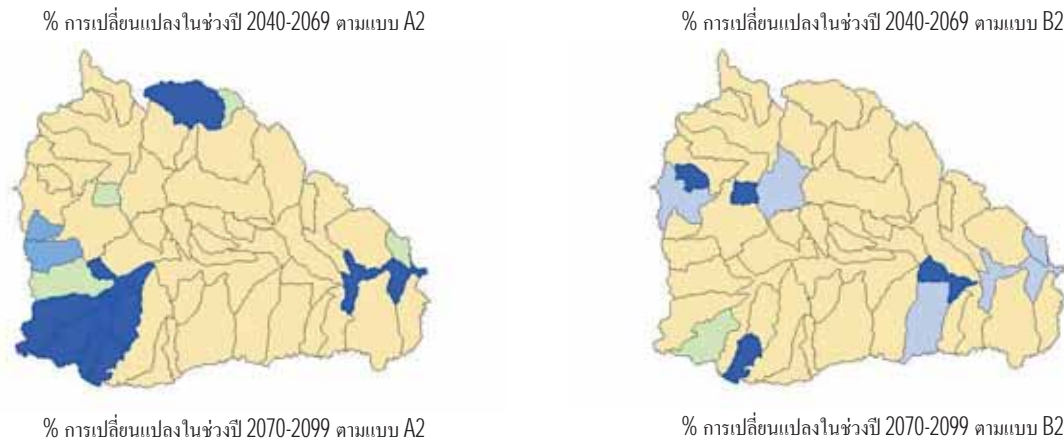 % การเปลี่ยนแปลงในช่วงปี 2040-2069 ตามแบบ A2
% การเปลี่ยนแปลงในช่วงปี 2040-2069 ตามแบบ B2
% การเปลี่ยนแปลงในช่วงปี 2070-2099 ตามแบบ A2
% การเปลี่ยนแปลงในช่วงปี 2070-2099 ตามแบบ B2